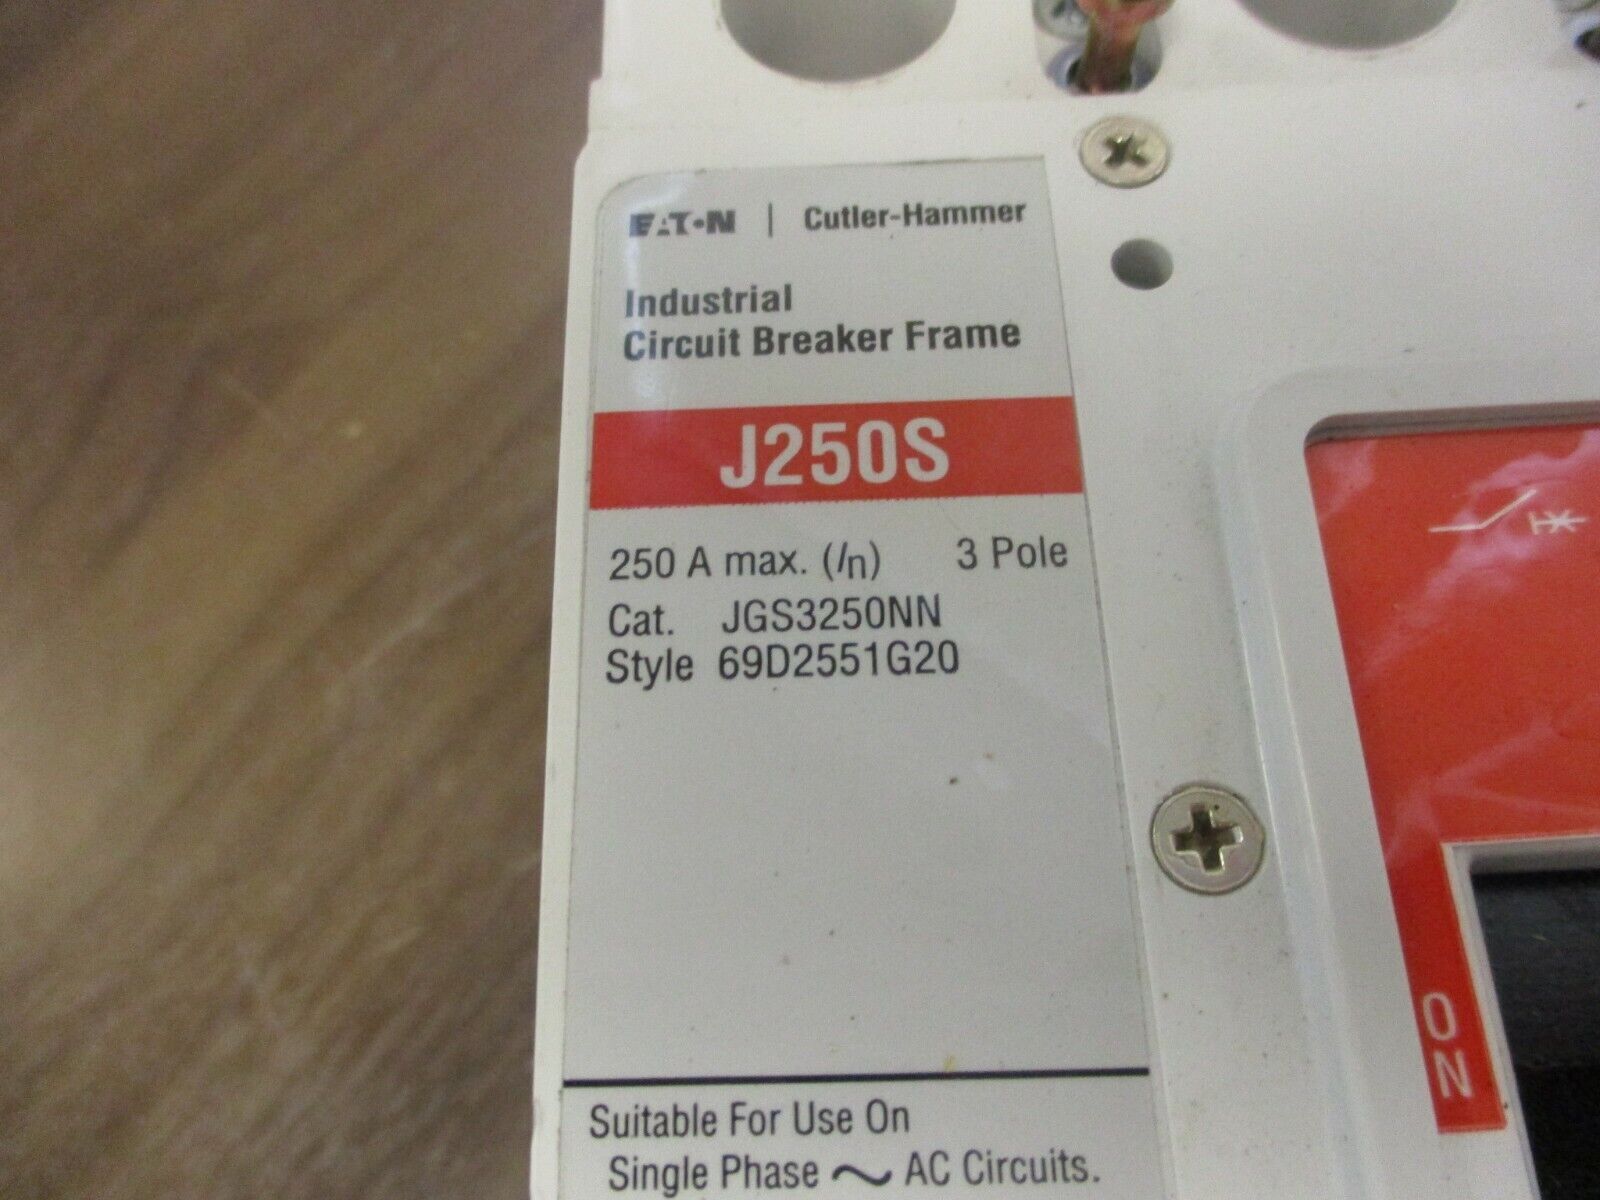 EAT•N | Cutler-Hammer
Industrial
Circuit Breaker Frame
J250S
250 A max. (In) 3 Pole
Cat. JGS3250NN
Style 69D2551G20
Suitable For Use On
Single Phase ~ AC Circuits.
ON